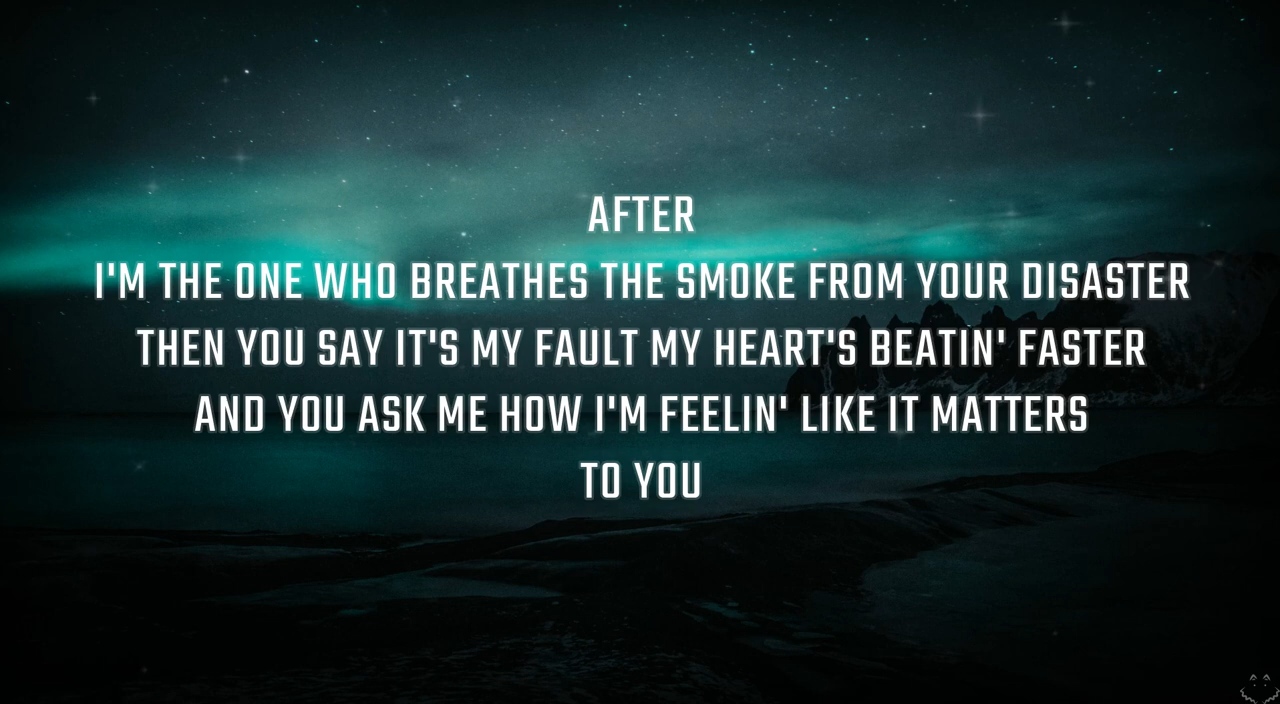 AFTER
I'M THE ONE WHO BREATHES THE SMOKE FROM YOUR DISASTER
THEN YOU SAY IT'S MY FAULT MY HEART'S BEATIN' FASTER
AND YOU ASK ME HOW I'M FEELIN' LIKE IT MATTERS
TO YOU